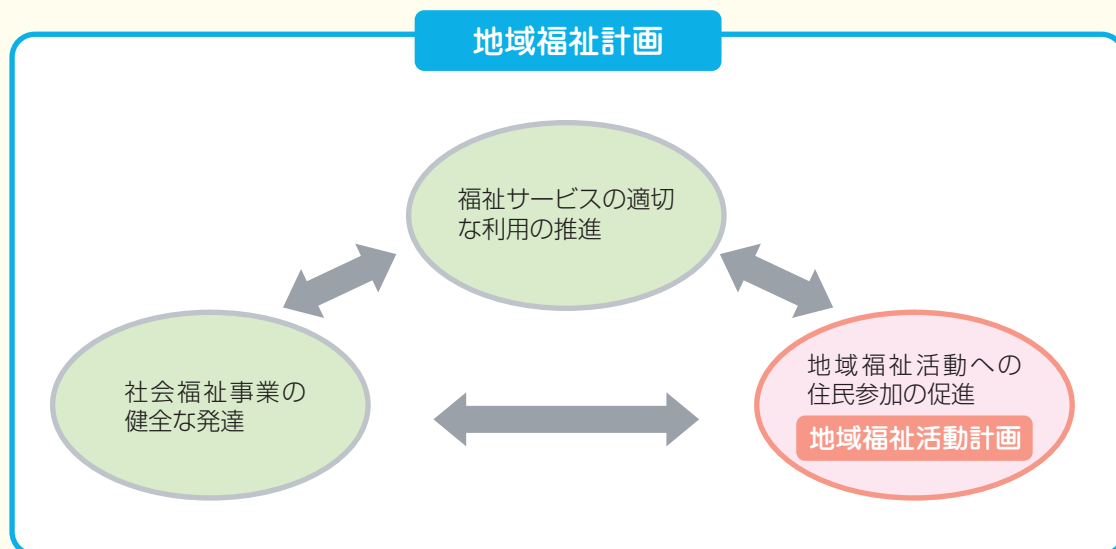 地域福祉計画
福祉サービスの適切
な利用の推進
社会福祉事業の
健全な発達
地域福祉活動への
住民参加の促進
地域福祉活動計画